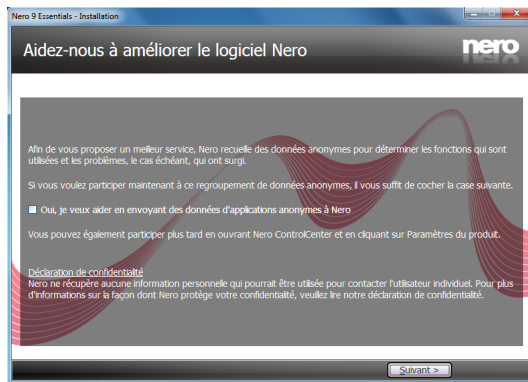 Nero 9 Essentials - Installation
Aidez-nous à améliorer le logiciel Nero
nero
Afin de vous proposer un meilleur service, Nero recueille des données anonymes pour déterminer les fonctions qui sont
utilisées et les problèmes, le cas échéant, qui ont surgi.
Si vous voulez participer maintenant à ce regroupement de données anonymes, il vous suffit de cocher la case suivante.
Oui, je veux aider en envoyant des données d'applications anonymes à Nero
Vous pouvez également participer plus tard en ouvrant Nero ControlCenter et en cliquant sur Paramètres du produit.
Déclaration de confidentialité
Nero ne récupère aucune information personnelle qui pourrait être utilisée pour contacter l'utilisateur individuel. Pour plus
d'informations sur la façon dont Nero protège votre confidentialité, veuillez lire notre déclaration de confidentialité.
Suivant >